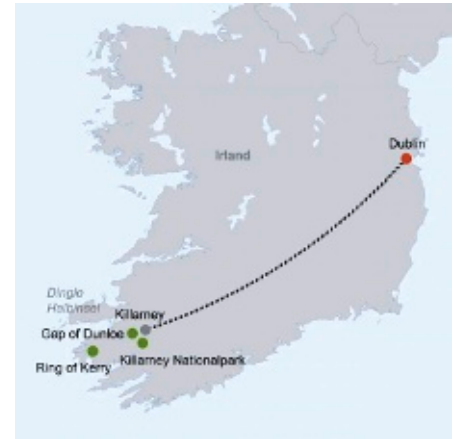 Dublin
Irland
Dingle
Halbinsel
Killarney
Gap of Dunloe
Killarney Nationalpark
Ring of Kerry